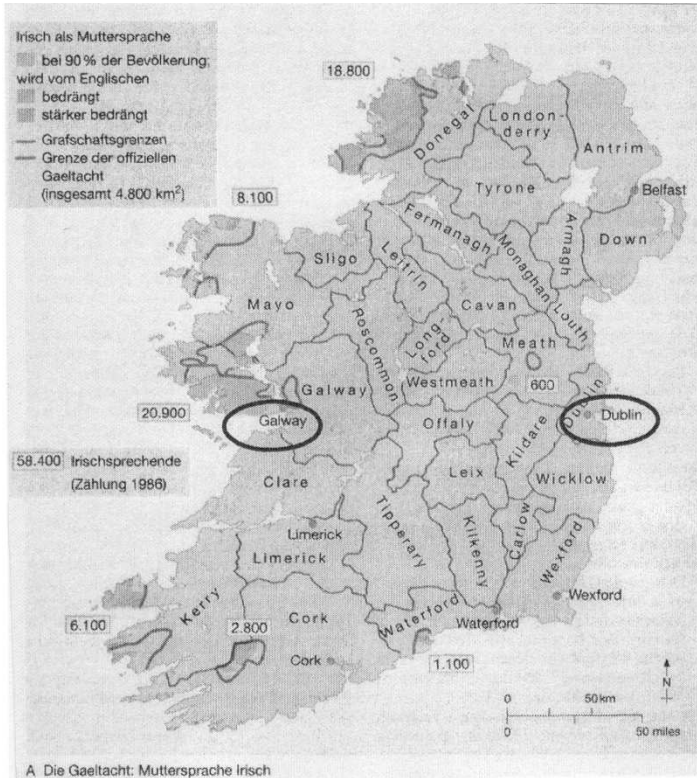 Irisch als Muttersprache
bei 90 % der Bevölkerung;
wird vom Englischen
bedrängt
stärker bedrängt
Grafschaftsgrenzen
Grenze der offiziellen
Gaeltacht
(insgesamt 4.800 km²)
18.800
Donegal
London-
derry
Antrim
Tyrone
Belfast
8.100
Fermanagh
Armagh
Down
Sligo
Leitrin
Monaghan
Mayo
Cavan
Louth
Roscommon
Long-
ford
Meath
Galway
Westmeath
600
20.900
Galway
Offaly
Kildare
Dublin
Dublin
58.400 Irischsprechende
(Zählung 1986)
Clare
Leix
Wicklow
Tipperary
Limerick
Limerick
Kilkenny
Carlow
Wexford
Kerry
Wexford
6.100
2.800
Cork
Waterford
Waterford
Cork
1.100
N
0 50 km
0 50 miles
A Die Gaeltacht: Muttersprache Irisch